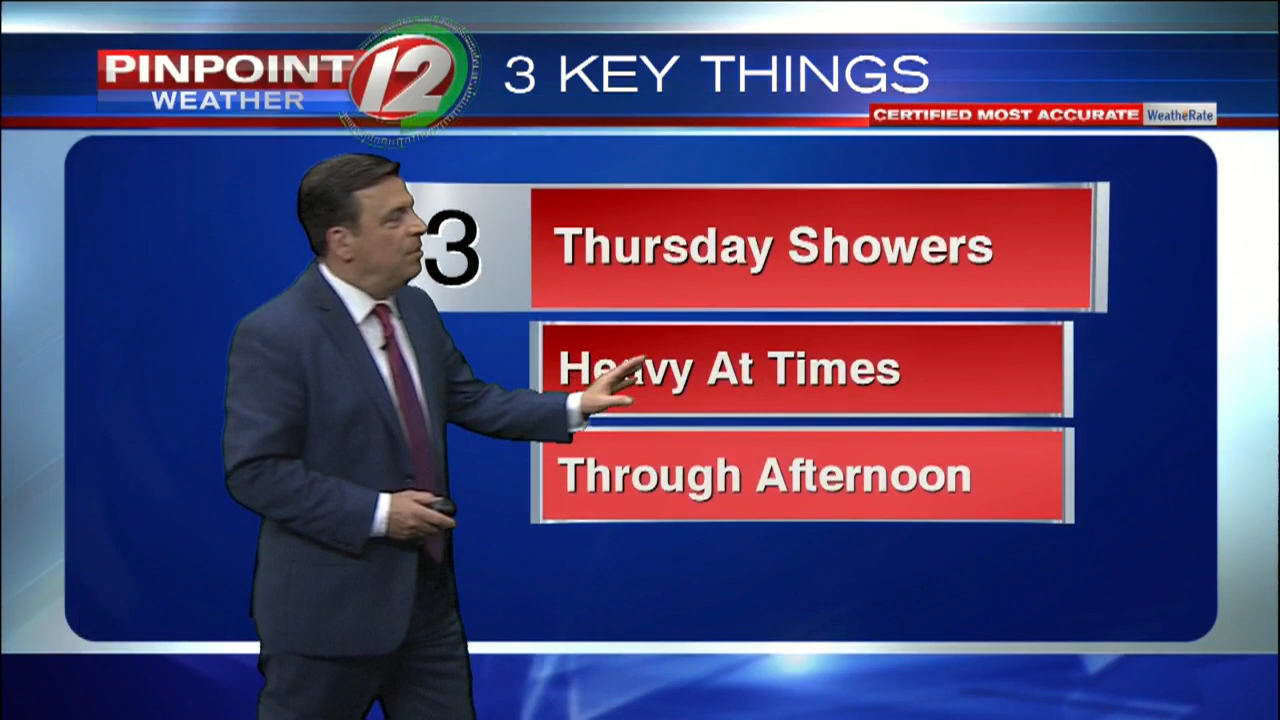 PINPOINT 12
WEATHER
3 KEY THINGS
CERTIFIED MOST ACCURATE WeatheRate
3 Thursday Showers
Heavy At Times
Through Afternoon